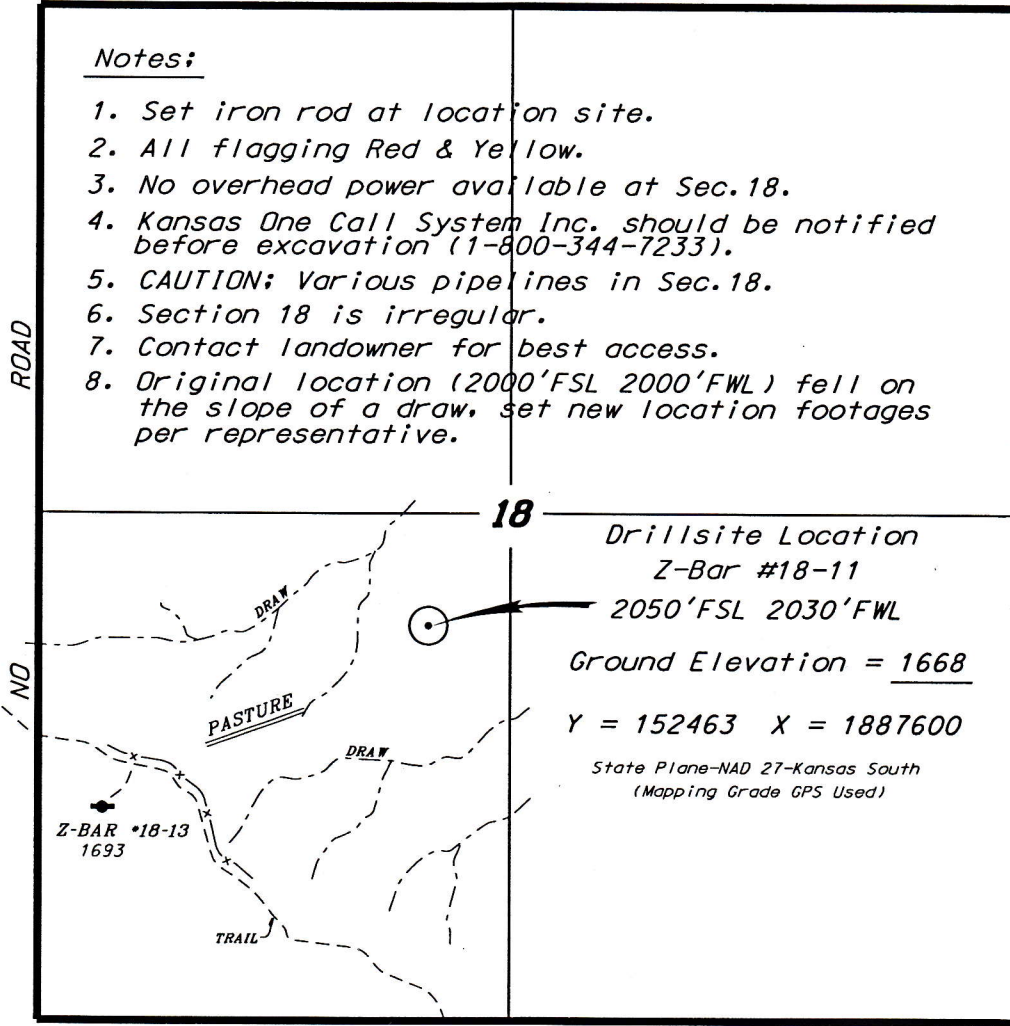 Notes:
1. Set iron rod at location site.
2. All flagging Red & Yellow.
3. No overhead power available at Sec.18.
4. Kansas One Call System Inc. should be notified
before excavation (1-800-344-7233).
5. CAUTION: Various pipelines in Sec.18.
6. Section 18 is irregular.
7. Contact landowner for best access.
8. Original location (2000'FSL 2000'FWL) fell on
the slope of a draw, set new location footages
per representative.
NO ROAD
18
Drillsite Location
Z-Bar #18-11
2050'FSL 2030'FWL
Ground Elevation = 1668
Y = 152463 X = 1887600
State Plane-NAD 27-Kansas South
(Mapping Grade GPS Used)
DRAW
PASTURE
DRAW
Z-BAR #18-13
1693
TRAIL